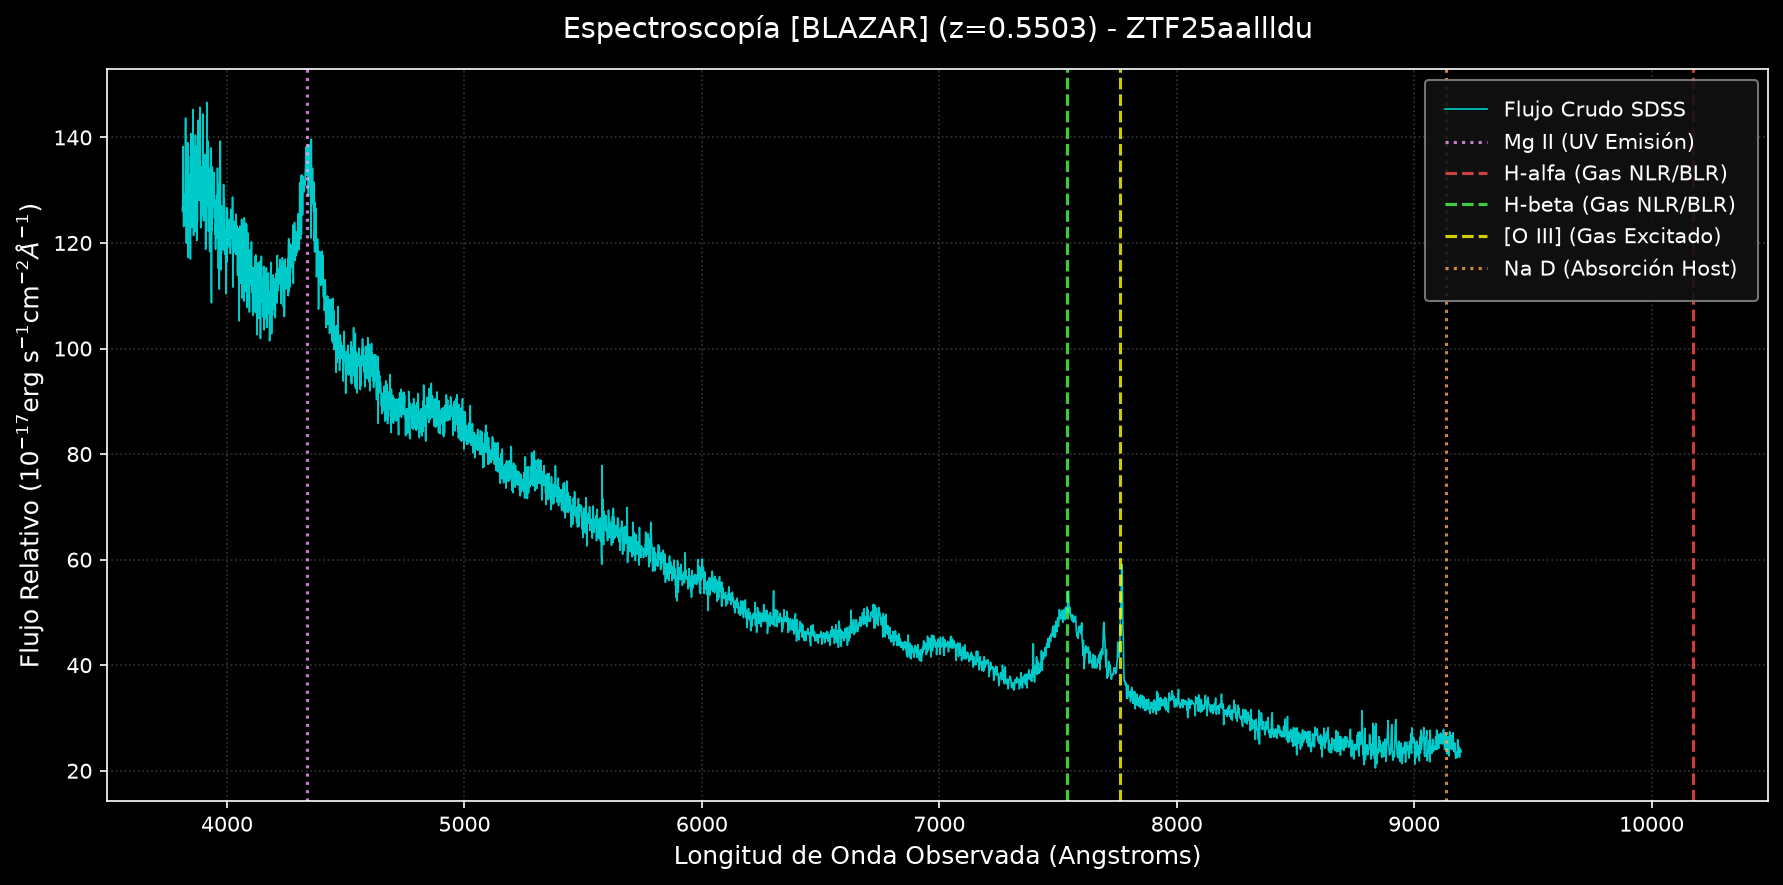 Espectroscopía [BLAZAR] (z=0.5503) - ZTF25aallldu
Flujo Crudo SDSS
Mg II (UV Emisión)
H-alfa (Gas NLR/BLR)
H-beta (Gas NLR/BLR)
[O III] (Gas Excitado)
Na D (Absorción Host)
Flujo Relativo (10⁻¹⁷erg s⁻¹cm⁻²Å⁻¹)
140
120
100
80
60
40
20
4000 5000 6000 7000 8000 9000 10000
Longitud de Onda Observada (Angstroms)